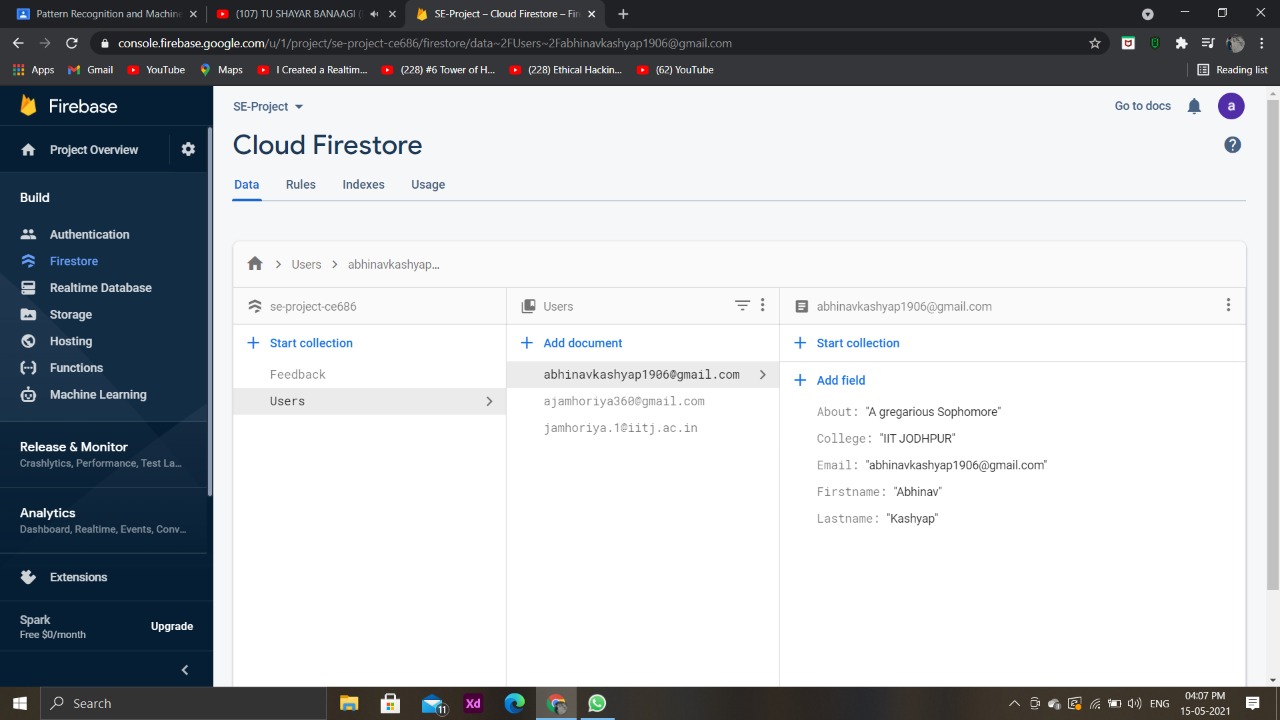 Pattern Recognition and Machin
(107) TU SHAYAR BANAAGI (
SE-Project – Cloud Firestore – Fir
console.firebase.google.com/u/1/project/se-project-ce686/firestore/data~2FUsers~2Fabhinavkashyap1906@gmail.com
Apps
Gmail
YouTube
Maps
I Created a Realtim...
(228) #6 Tower of H...
(228) Ethical Hackin...
(62) YouTube
Reading list
Firebase
SE-Project
Go to docs
a
Project Overview
Cloud Firestore
Data
Rules
Indexes
Usage
Build
Authentication
Firestore
Realtime Database
Storage
Hosting
Functions
Machine Learning
Release & Monitor
Crashlytics, Performance, Test La...
Analytics
Dashboard, Realtime, Events, Conv...
Extensions
Spark
Free $0/month
Upgrade
Users
abhinavkashyap...
se-project-ce686
Start collection
Feedback
Users
Users
Add document
abhinavkashyap1906@gmail.com
ajamhoriya360@gmail.com
jamhoriya.1@iitj.ac.in
abhinavkashyap1906@gmail.com
Start collection
Add field
About: "A gregarious Sophomore"
College: "IIT JODHPUR"
Email: "abhinavkashyap1906@gmail.com"
Firstname: "Abhinav"
Lastname: "Kashyap"
Search
11
Xd
ENG
04:07 PM
15-05-2021